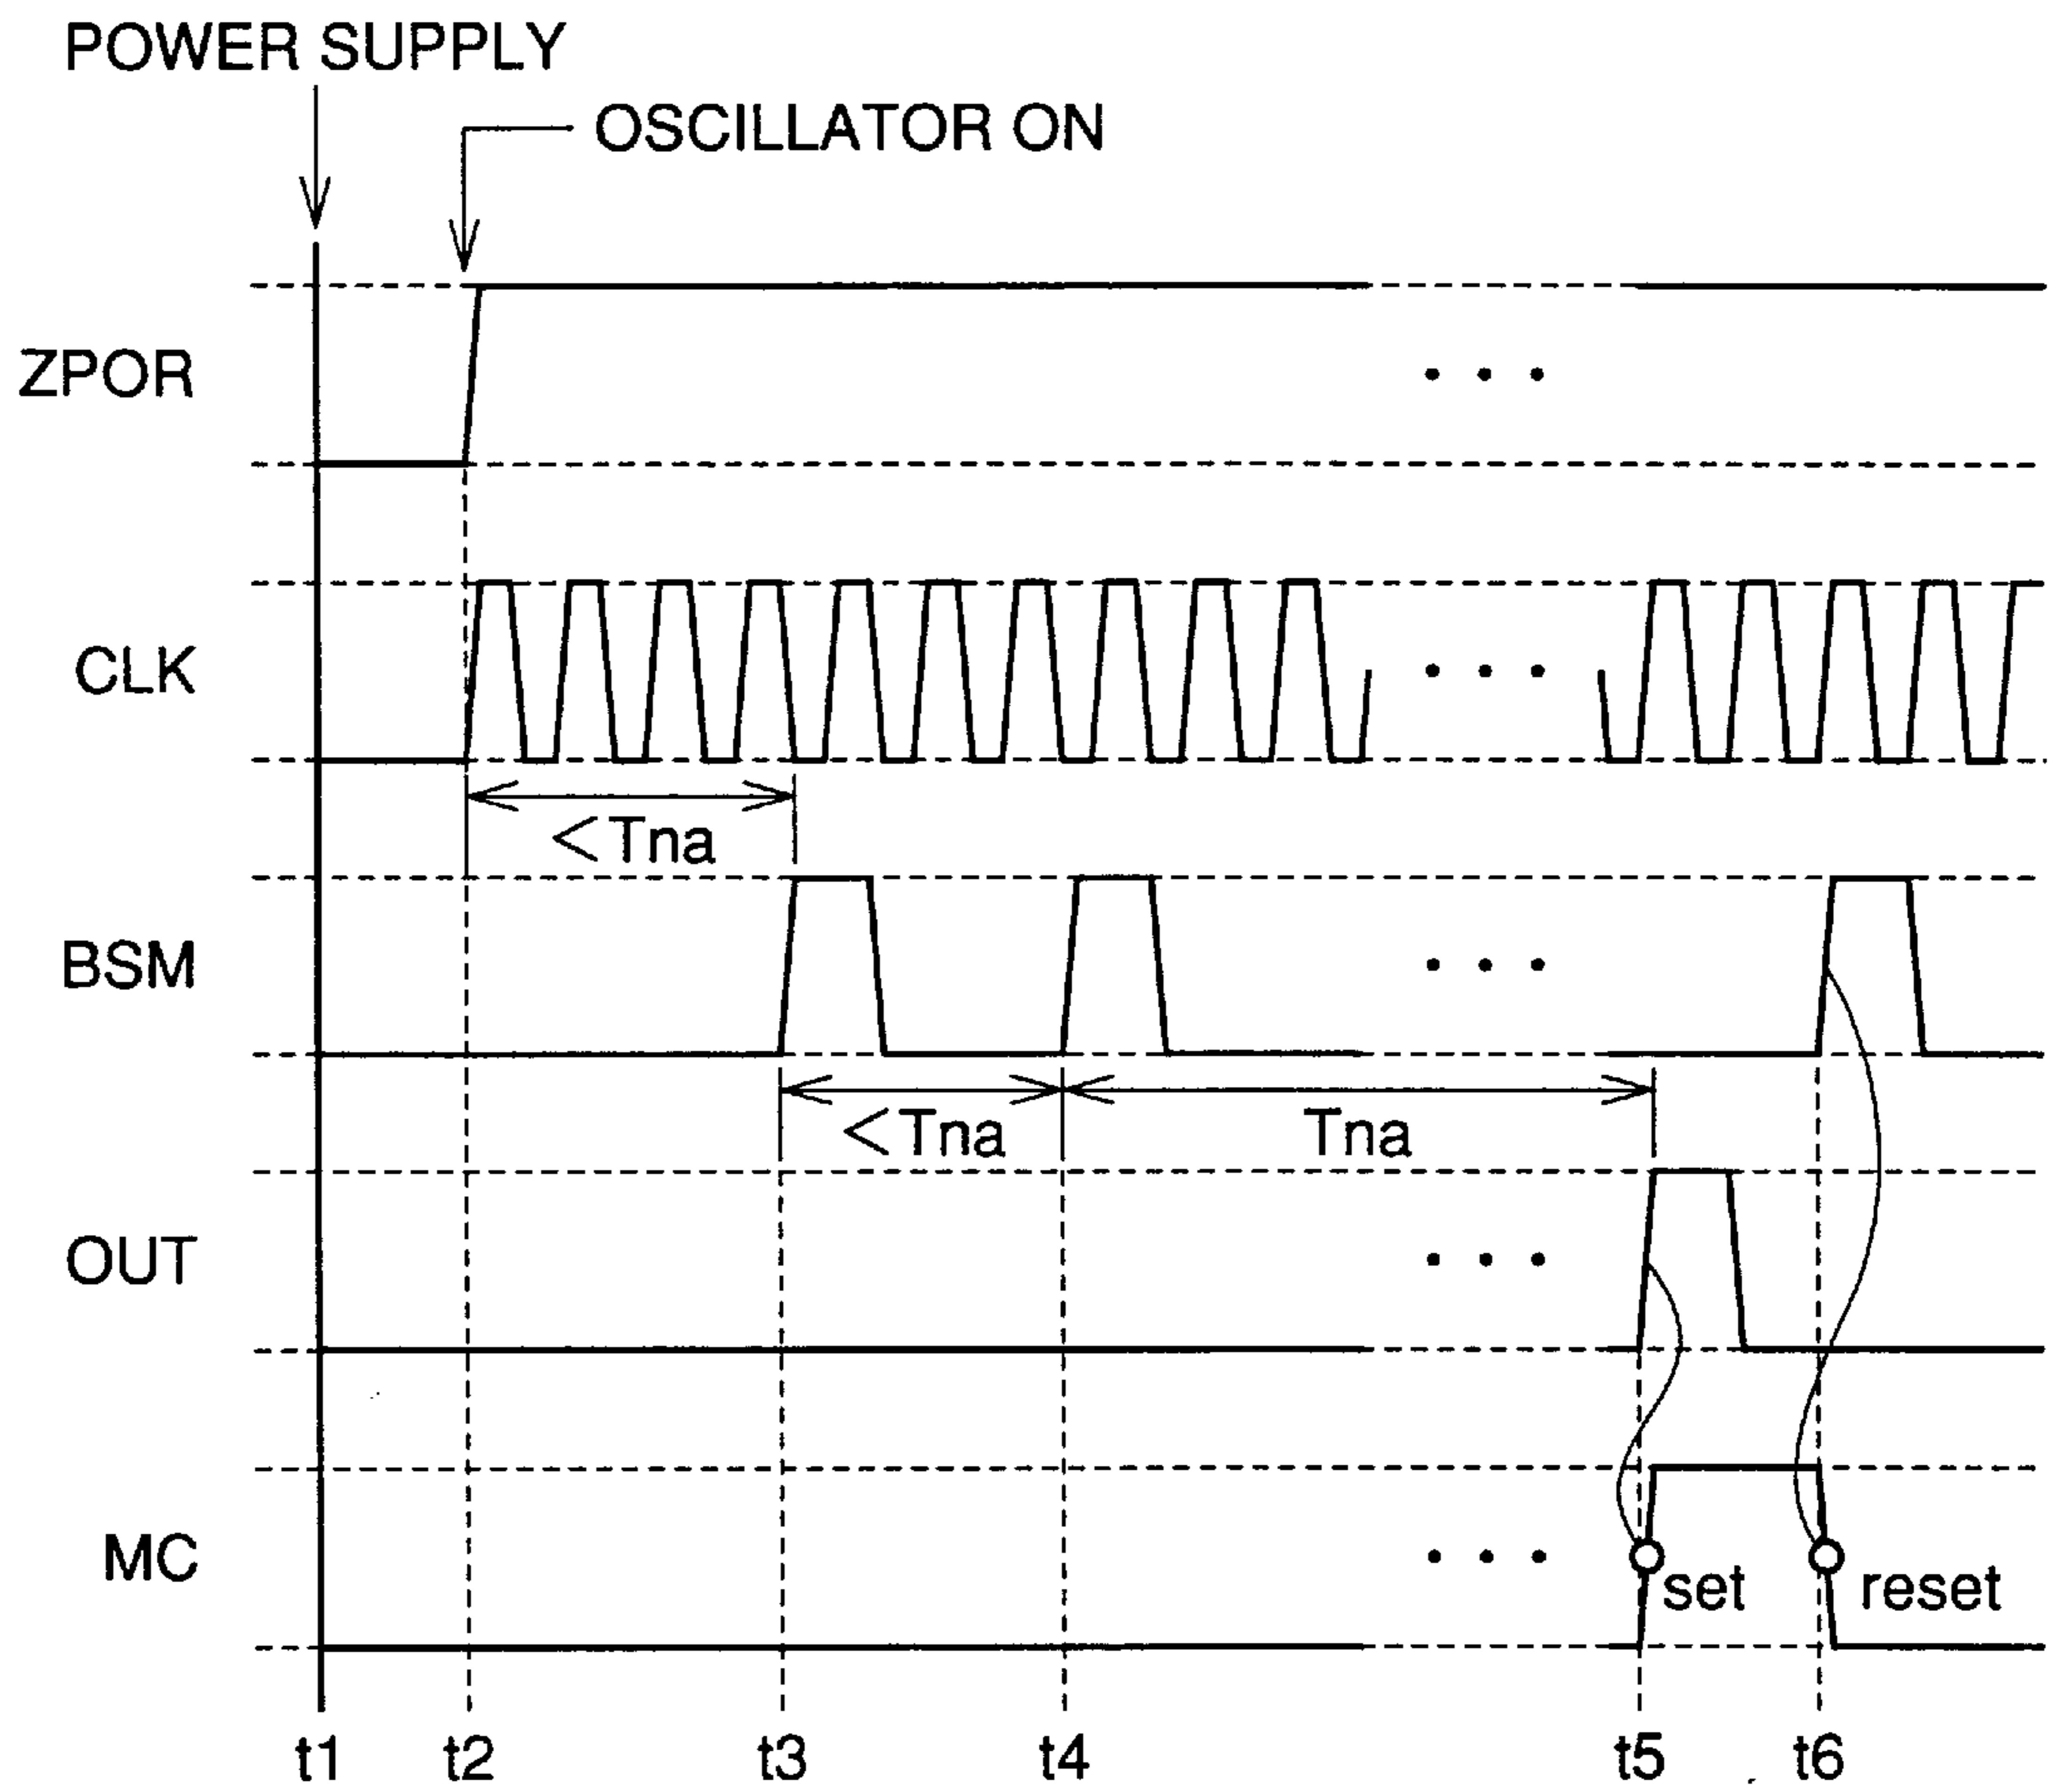 POWER SUPPLY
OSCILLATOR ON
ZPOR
CLK
<Tna
BSM
<Tna
Tna
OUT
MC
set
reset
t1
t2
t3
t4
t5
t6